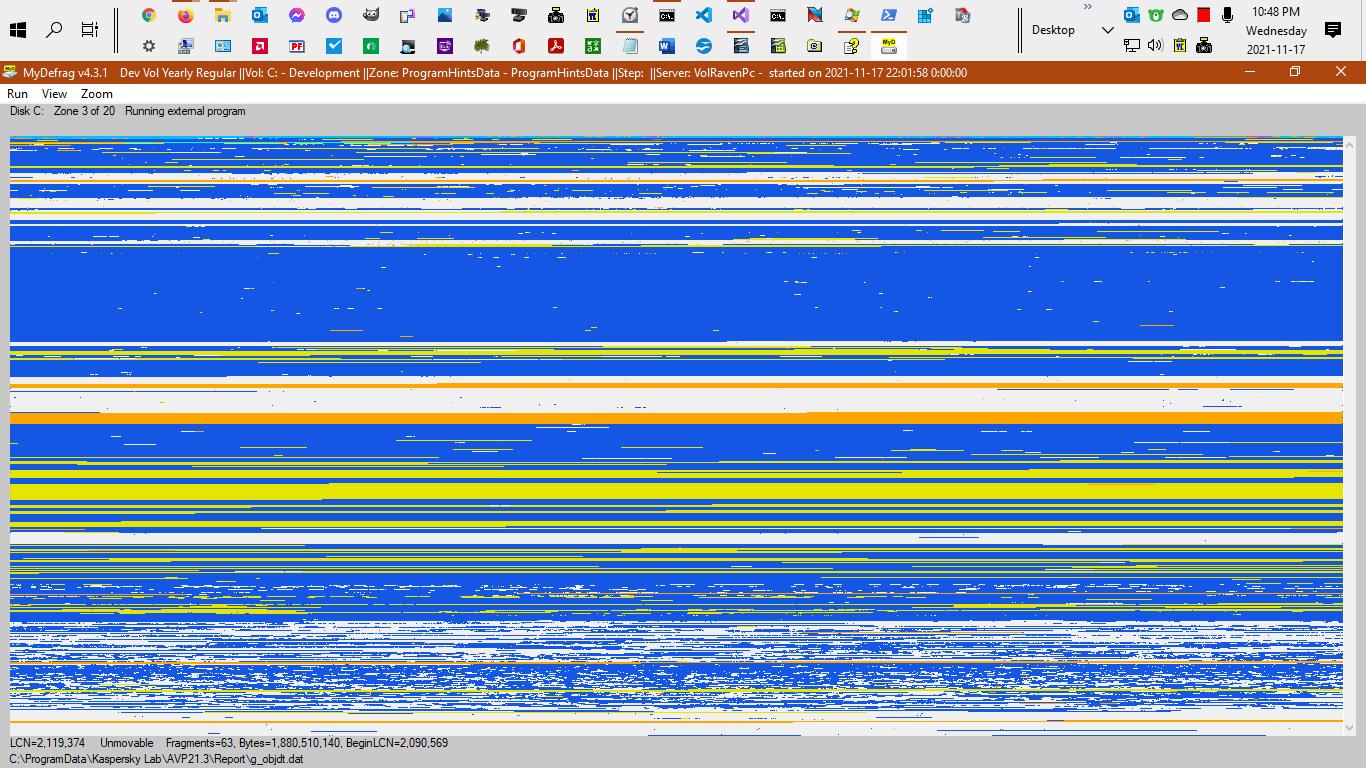 10:48 PM
Desktop
Wednesday
2021-11-17
MyDefrag v4.3.1 Dev Vol Yearly Regular ||Vol: C: - Development ||Zone: ProgramHintsData - ProgramHintsData ||Step: ||Server: VolRavenPc - started on 2021-11-17 22:01:58 0:00:00
Run View Zoom
Disk C: Zone 3 of 20 Running external program
LCN=2,119,374 Unmovable Fragments=63, Bytes=1,880,510,140, BeginLCN=2,090,569
C:\ProgramData\Kaspersky Lab\AVP21.3\Report\g_objdt.dat